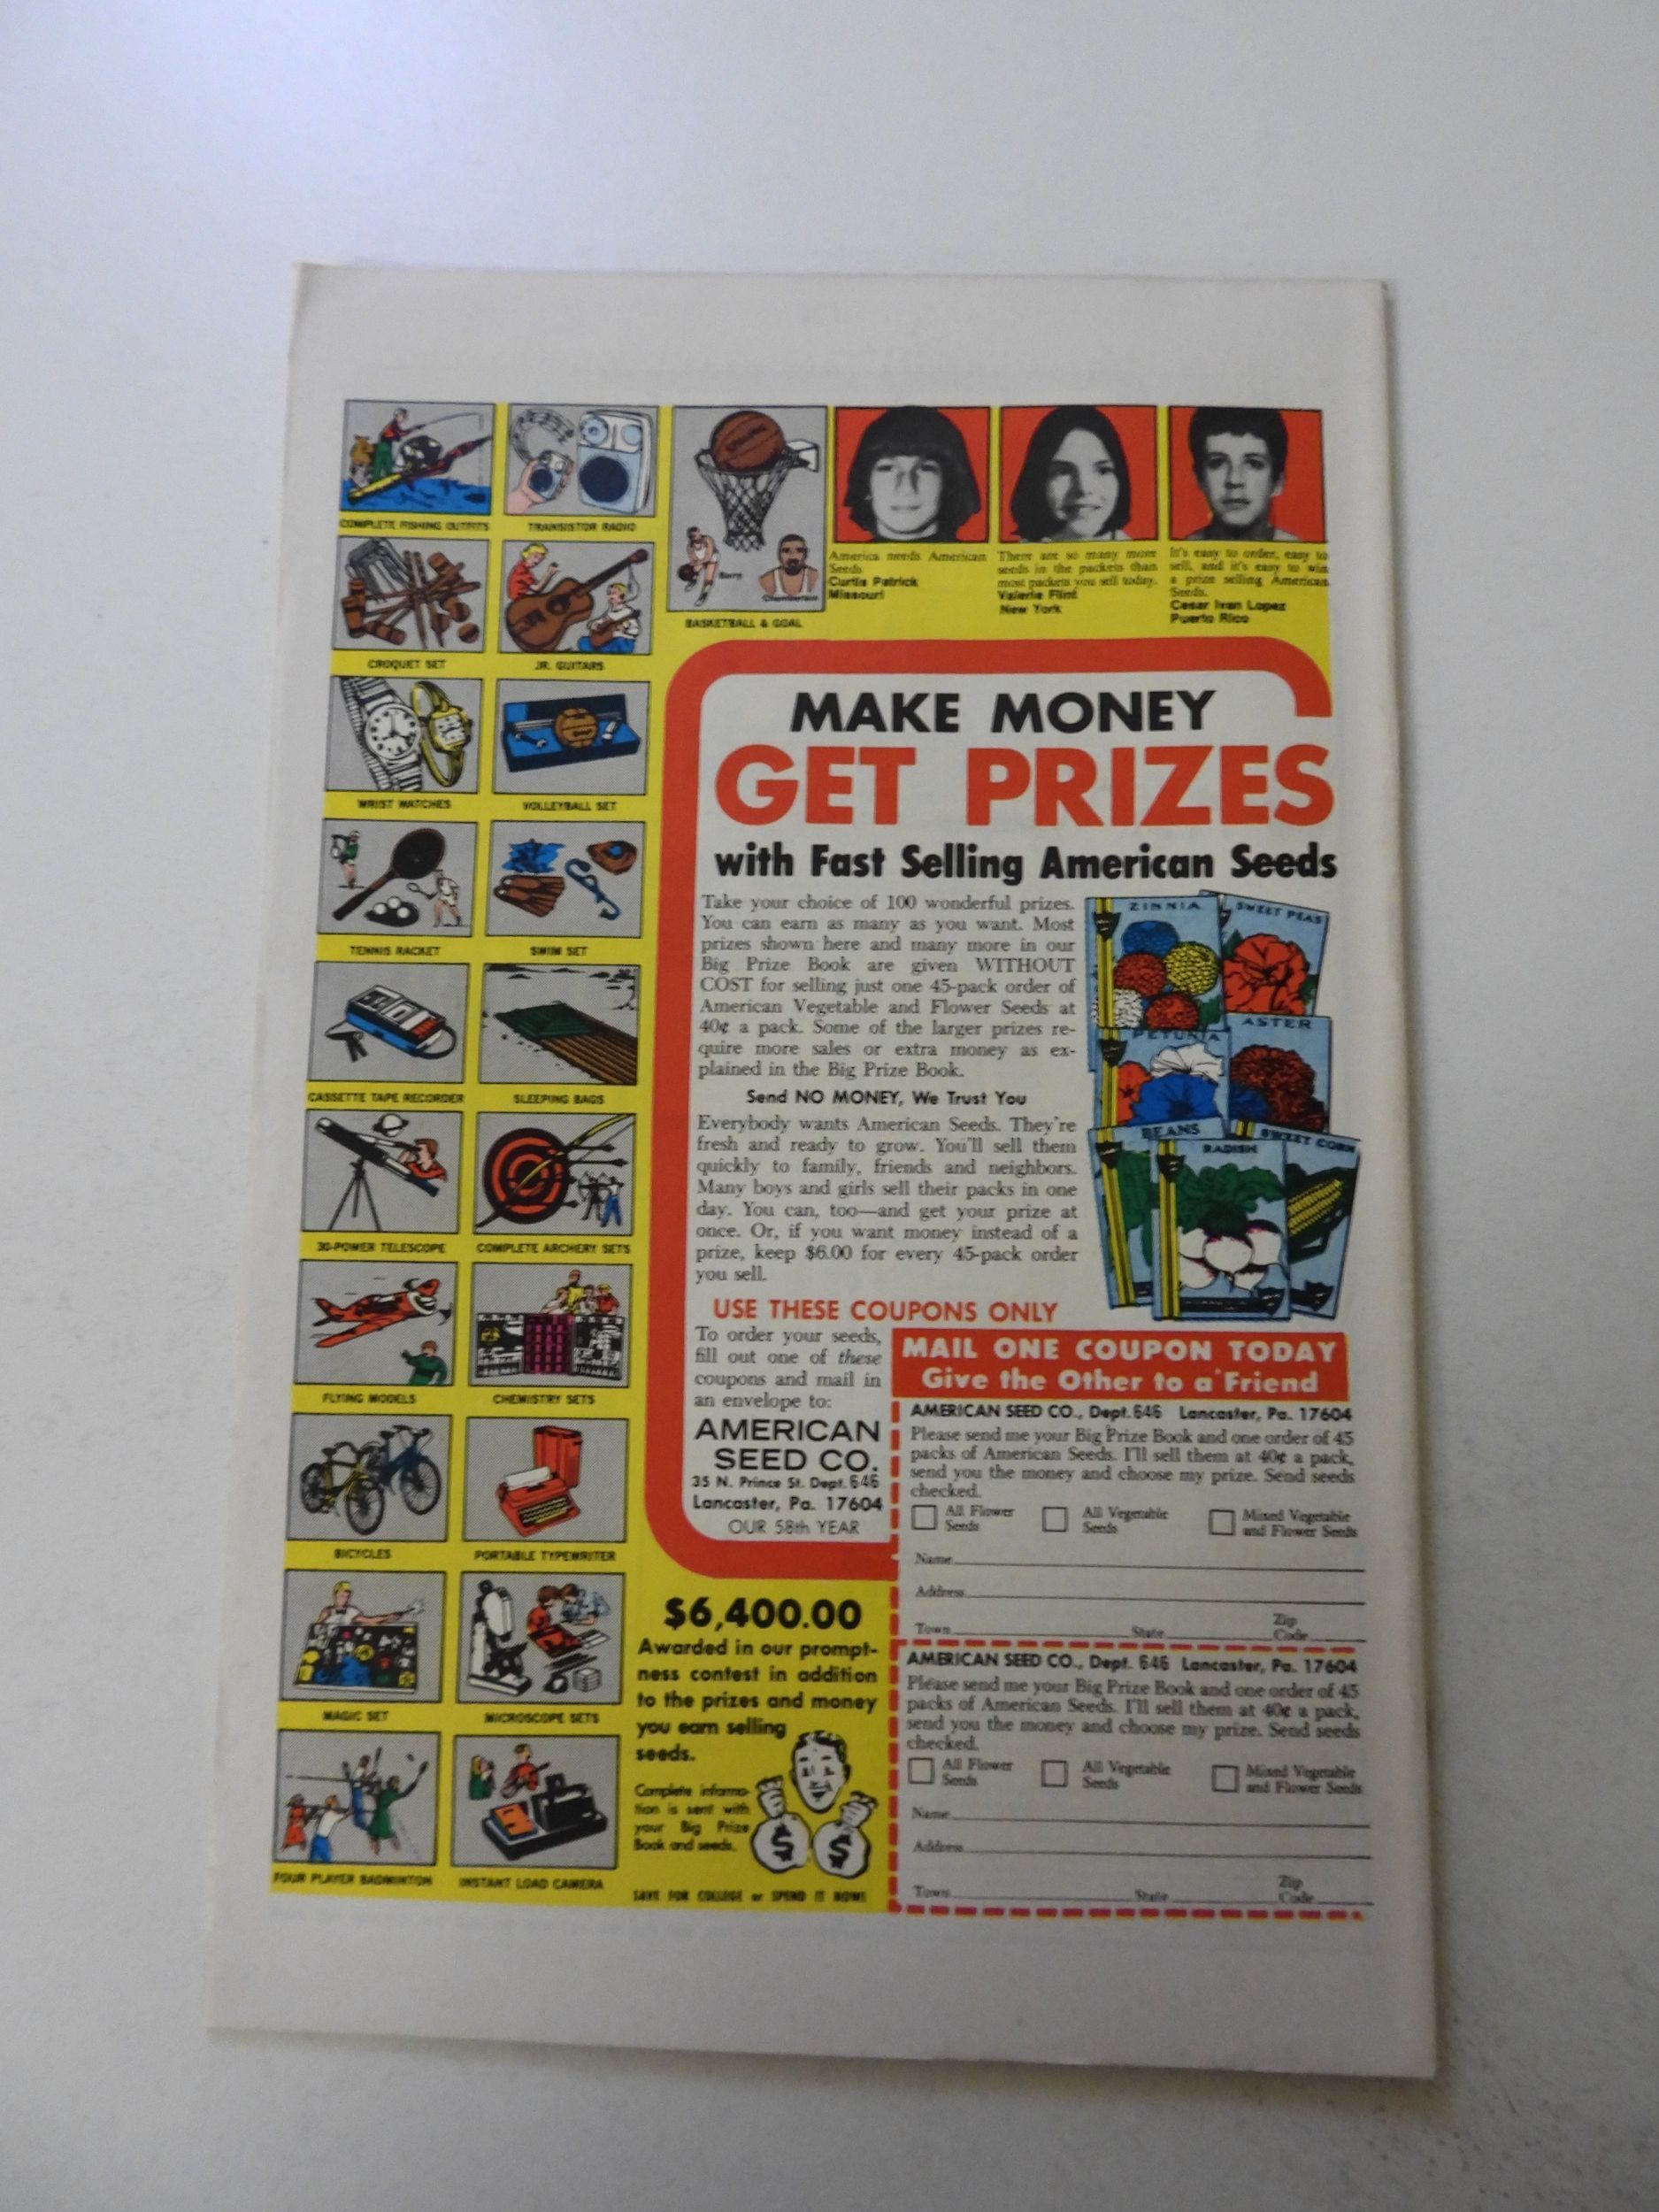 COMPLETE FISHING OUTFITS
TRANSISTOR RADIO
CROQUET SET
JR. GUITARS
WRIST WATCHES
VOLLEYBALL SET
TENNIS RACKET
SWIM SET
CASSETTE TAPE RECORDER
SLEEPING BAGS
30-POWER TELESCOPE
COMPLETE ARCHERY SETS
FLYING MODELS
CHEMISTRY SETS
BICYCLES
PORTABLE TYPEWRITER
MAGIC SET
MICROSCOPE SETS
FOUR PLAYER BADMINTON
INSTANT LOAD CAMERA
Barry
Chamberlain
BASKETBALL & GOAL
America needs American
Seeds.
Curtis Patrick
Missouri
There are so many more
seeds in the packets than
most packets you sell today.
Valerie Flint
New York
It's easy to order, easy to
sell, and it's easy to win
a prize selling American
Seeds.
Cesar Ivan Lopez
Puerto Rico
MAKE MONEY
GET PRIZES
with Fast Selling American Seeds
Take your choice of 100 wonderful prizes.
You can earn as many as you want. Most
prizes shown here and many more in our
Big Prize Book are given WITHOUT
COST for selling just one 45-pack order of
American Vegetable and Flower Seeds at
40¢ a pack. Some of the larger prizes re-
quire more sales or extra money as ex-
plained in the Big Prize Book.
Send NO MONEY, We Trust You
Everybody wants American Seeds. They're
fresh and ready to grow. You'll sell them
quickly to family, friends and neighbors.
Many boys and girls sell their packs in one
day. You can, too—and get your prize at
once. Or, if you want money instead of a
prize, keep $6.00 for every 45-pack order
you sell.
ZINNIA
SWEET PEAS
PETUNIA
ASTER
BEANS
RADISH
SWEET CORN
USE THESE COUPONS ONLY
To order your seeds,
fill out one of these
coupons and mail in
an envelope to:
AMERICAN
SEED CO.
35 N. Prince St. Dept. 646
Lancaster, Pa. 17604
OUR 58th YEAR
MAIL ONE COUPON TODAY
Give the Other to a Friend
AMERICAN SEED CO., Dept. 646 Lancaster, Pa. 17604
Please send me your Big Prize Book and one order of 45
packs of American Seeds. I'll sell them at 40¢ a pack,
send you the money and choose my prize. Send seeds
checked.
All Flower Seeds
All Vegetable Seeds
Mixed Vegetable and Flower Seeds
Name
Address
Town State Zip Code
AMERICAN SEED CO., Dept. 646 Lancaster, Pa. 17604
Please send me your Big Prize Book and one order of 45
packs of American Seeds. I'll sell them at 40¢ a pack,
send you the money and choose my prize. Send seeds
checked.
All Flower Seeds
All Vegetable Seeds
Mixed Vegetable and Flower Seeds
Name
Address
Town State Zip Code
$6,400.00
Awarded in our prompt-
ness contest in addition
to the prizes and money
you earn selling
seeds.
Complete informa-
tion is sent with
your Big Prize
Book and seeds.
$ $
SAVE FOR COLLEGE or SPEND IT NOW!